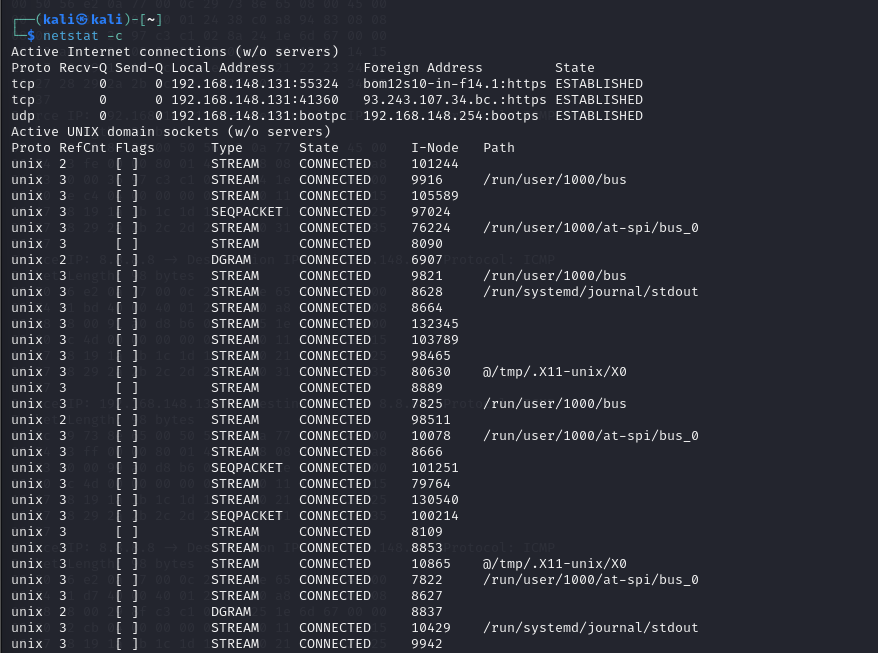 ┌──(kali㉿kali)-[~]
└─$ netstat -c
Active Internet connections (w/o servers)
Proto Recv-Q Send-Q Local Address           Foreign Address         State
tcp        0      0 192.168.148.131:55324   bom12s10-in-f14.1:https ESTABLISHED
tcp        0      0 192.168.148.131:41360   93.243.107.34.bc.:https ESTABLISHED
udp        0      0 192.168.148.131:bootpc  192.168.148.254:bootps  ESTABLISHED
Active UNIX domain sockets (w/o servers)
Proto RefCnt Flags       Type       State         I-Node   Path
unix  2      [ ]         STREAM     CONNECTED     101244
unix  3      [ ]         STREAM     CONNECTED     9916     /run/user/1000/bus
unix  3      [ ]         STREAM     CONNECTED     105589
unix  3      [ ]         SEQPACKET  CONNECTED     97024
unix  3      [ ]         STREAM     CONNECTED     76224    /run/user/1000/at-spi/bus_0
unix  3      [ ]         STREAM     CONNECTED     8090
unix  2      [ ]         DGRAM      CONNECTED     6907
unix  3      [ ]         STREAM     CONNECTED     9821     /run/user/1000/bus
unix  3      [ ]         STREAM     CONNECTED     8628     /run/systemd/journal/stdout
unix  3      [ ]         STREAM     CONNECTED     8664
unix  3      [ ]         STREAM     CONNECTED     132345
unix  3      [ ]         STREAM     CONNECTED     103789
unix  3      [ ]         STREAM     CONNECTED     98465
unix  3      [ ]         STREAM     CONNECTED     80630    @/tmp/.X11-unix/X0
unix  3      [ ]         STREAM     CONNECTED     8889
unix  3      [ ]         STREAM     CONNECTED     7825     /run/user/1000/bus
unix  2      [ ]         STREAM     CONNECTED     98511
unix  3      [ ]         STREAM     CONNECTED     10078    /run/user/1000/at-spi/bus_0
unix  3      [ ]         STREAM     CONNECTED     8666
unix  3      [ ]         SEQPACKET  CONNECTED     101251
unix  3      [ ]         STREAM     CONNECTED     79764
unix  3      [ ]         STREAM     CONNECTED     130540
unix  3      [ ]         SEQPACKET  CONNECTED     100214
unix  3      [ ]         STREAM     CONNECTED     8109
unix  3      [ ]         STREAM     CONNECTED     8853
unix  3      [ ]         STREAM     CONNECTED     10865    @/tmp/.X11-unix/X0
unix  3      [ ]         STREAM     CONNECTED     7822     /run/user/1000/at-spi/bus_0
unix  3      [ ]         STREAM     CONNECTED     8627
unix  2      [ ]         DGRAM                    8837
unix  3      [ ]         STREAM     CONNECTED     10429    /run/systemd/journal/stdout
unix  3      [ ]         STREAM     CONNECTED     9942